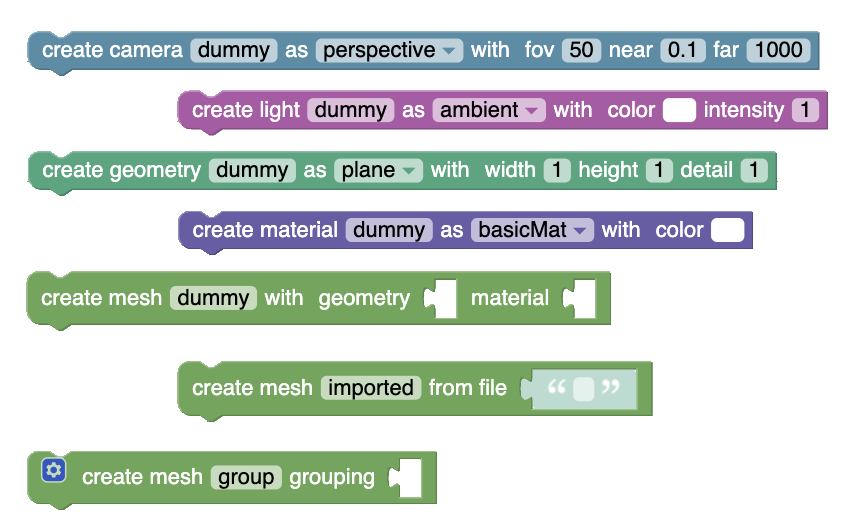 create camera dummy as perspective with fov 50 near 0.1 far 1000
create light dummy as ambient with color intensity 1
create geometry dummy as plane with width 1 height 1 detail 1
create material dummy as basicMat with color
create mesh dummy with geometry material
create mesh imported from file “ ”
create mesh group grouping